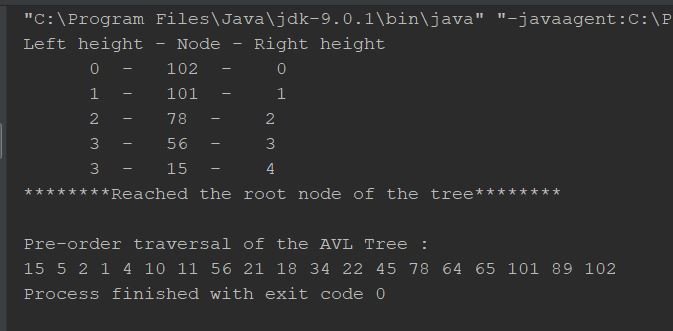 "C:\Program Files\Java\jdk-9.0.1\bin\java" "-javaagent:C:\P
Left height - Node - Right height
0 - 102 - 0
1 - 101 - 1
2 - 78 - 2
3 - 56 - 3
3 - 15 - 4
********Reached the root node of the tree********
Pre-order traversal of the AVL Tree :
15 5 2 1 4 10 11 56 21 18 34 22 45 78 64 65 101 89 102
Process finished with exit code 0